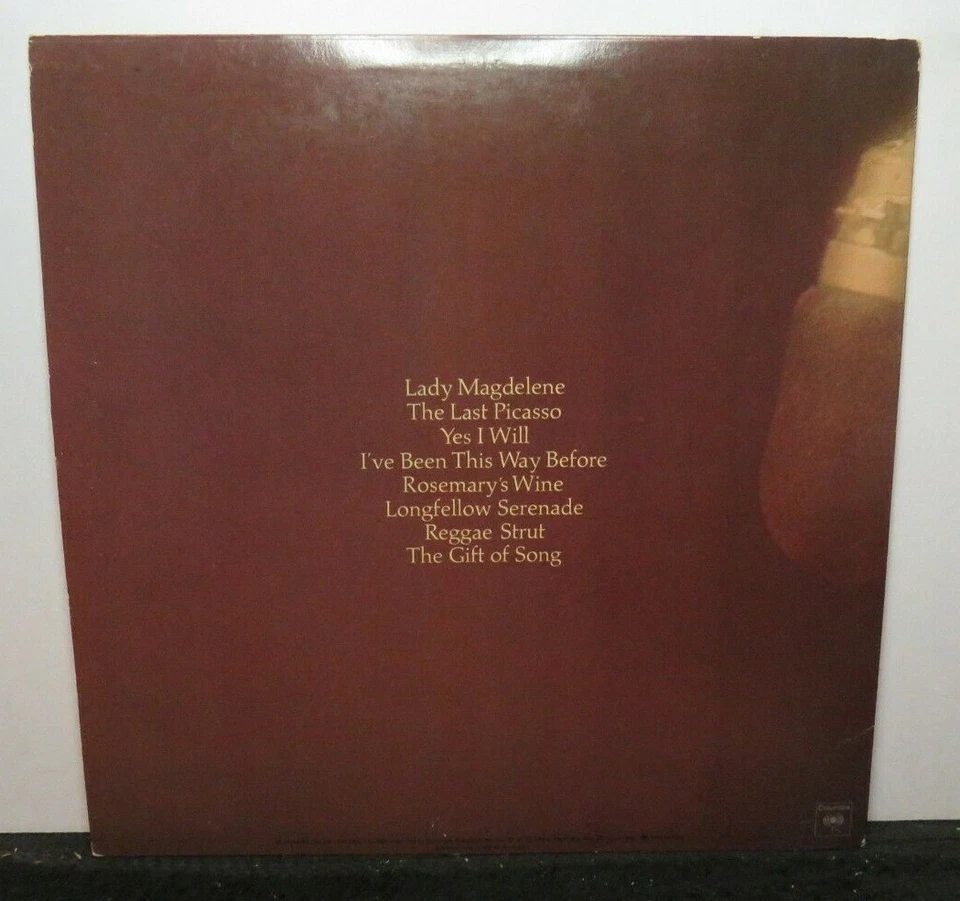 Lady Magdelene
The Last Picasso
Yes I Will
I've Been This Way Before
Rosemary's Wine
Longfellow Serenade
Reggae Strut
The Gift of Song
Columbia